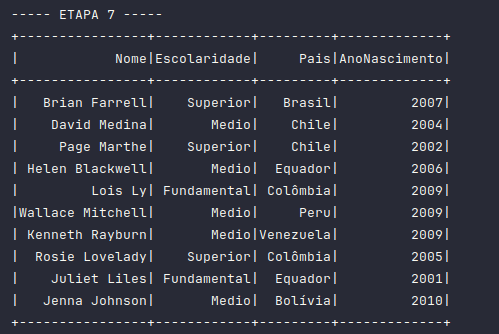 ----- ETAPA 7 -----
+----------------+------------+---------+-------------+
|            Nome|Escolaridade|     Pais|AnoNascimento|
+----------------+------------+---------+-------------+
|   Brian Farrell|    Superior|   Brasil|         2007|
|    David Medina|       Medio|    Chile|         2004|
|     Page Marthe|    Superior|    Chile|         2002|
| Helen Blackwell|       Medio|  Equador|         2006|
|         Lois Ly| Fundamental| Colômbia|         2009|
|Wallace Mitchell|       Medio|     Peru|         2009|
| Kenneth Rayburn|       Medio|Venezuela|         2009|
|  Rosie Lovelady|    Superior| Colômbia|         2005|
|    Juliet Liles| Fundamental|  Equador|         2001|
|   Jenna Johnson|       Medio|  Bolívia|         2010|
+----------------+------------+---------+-------------+